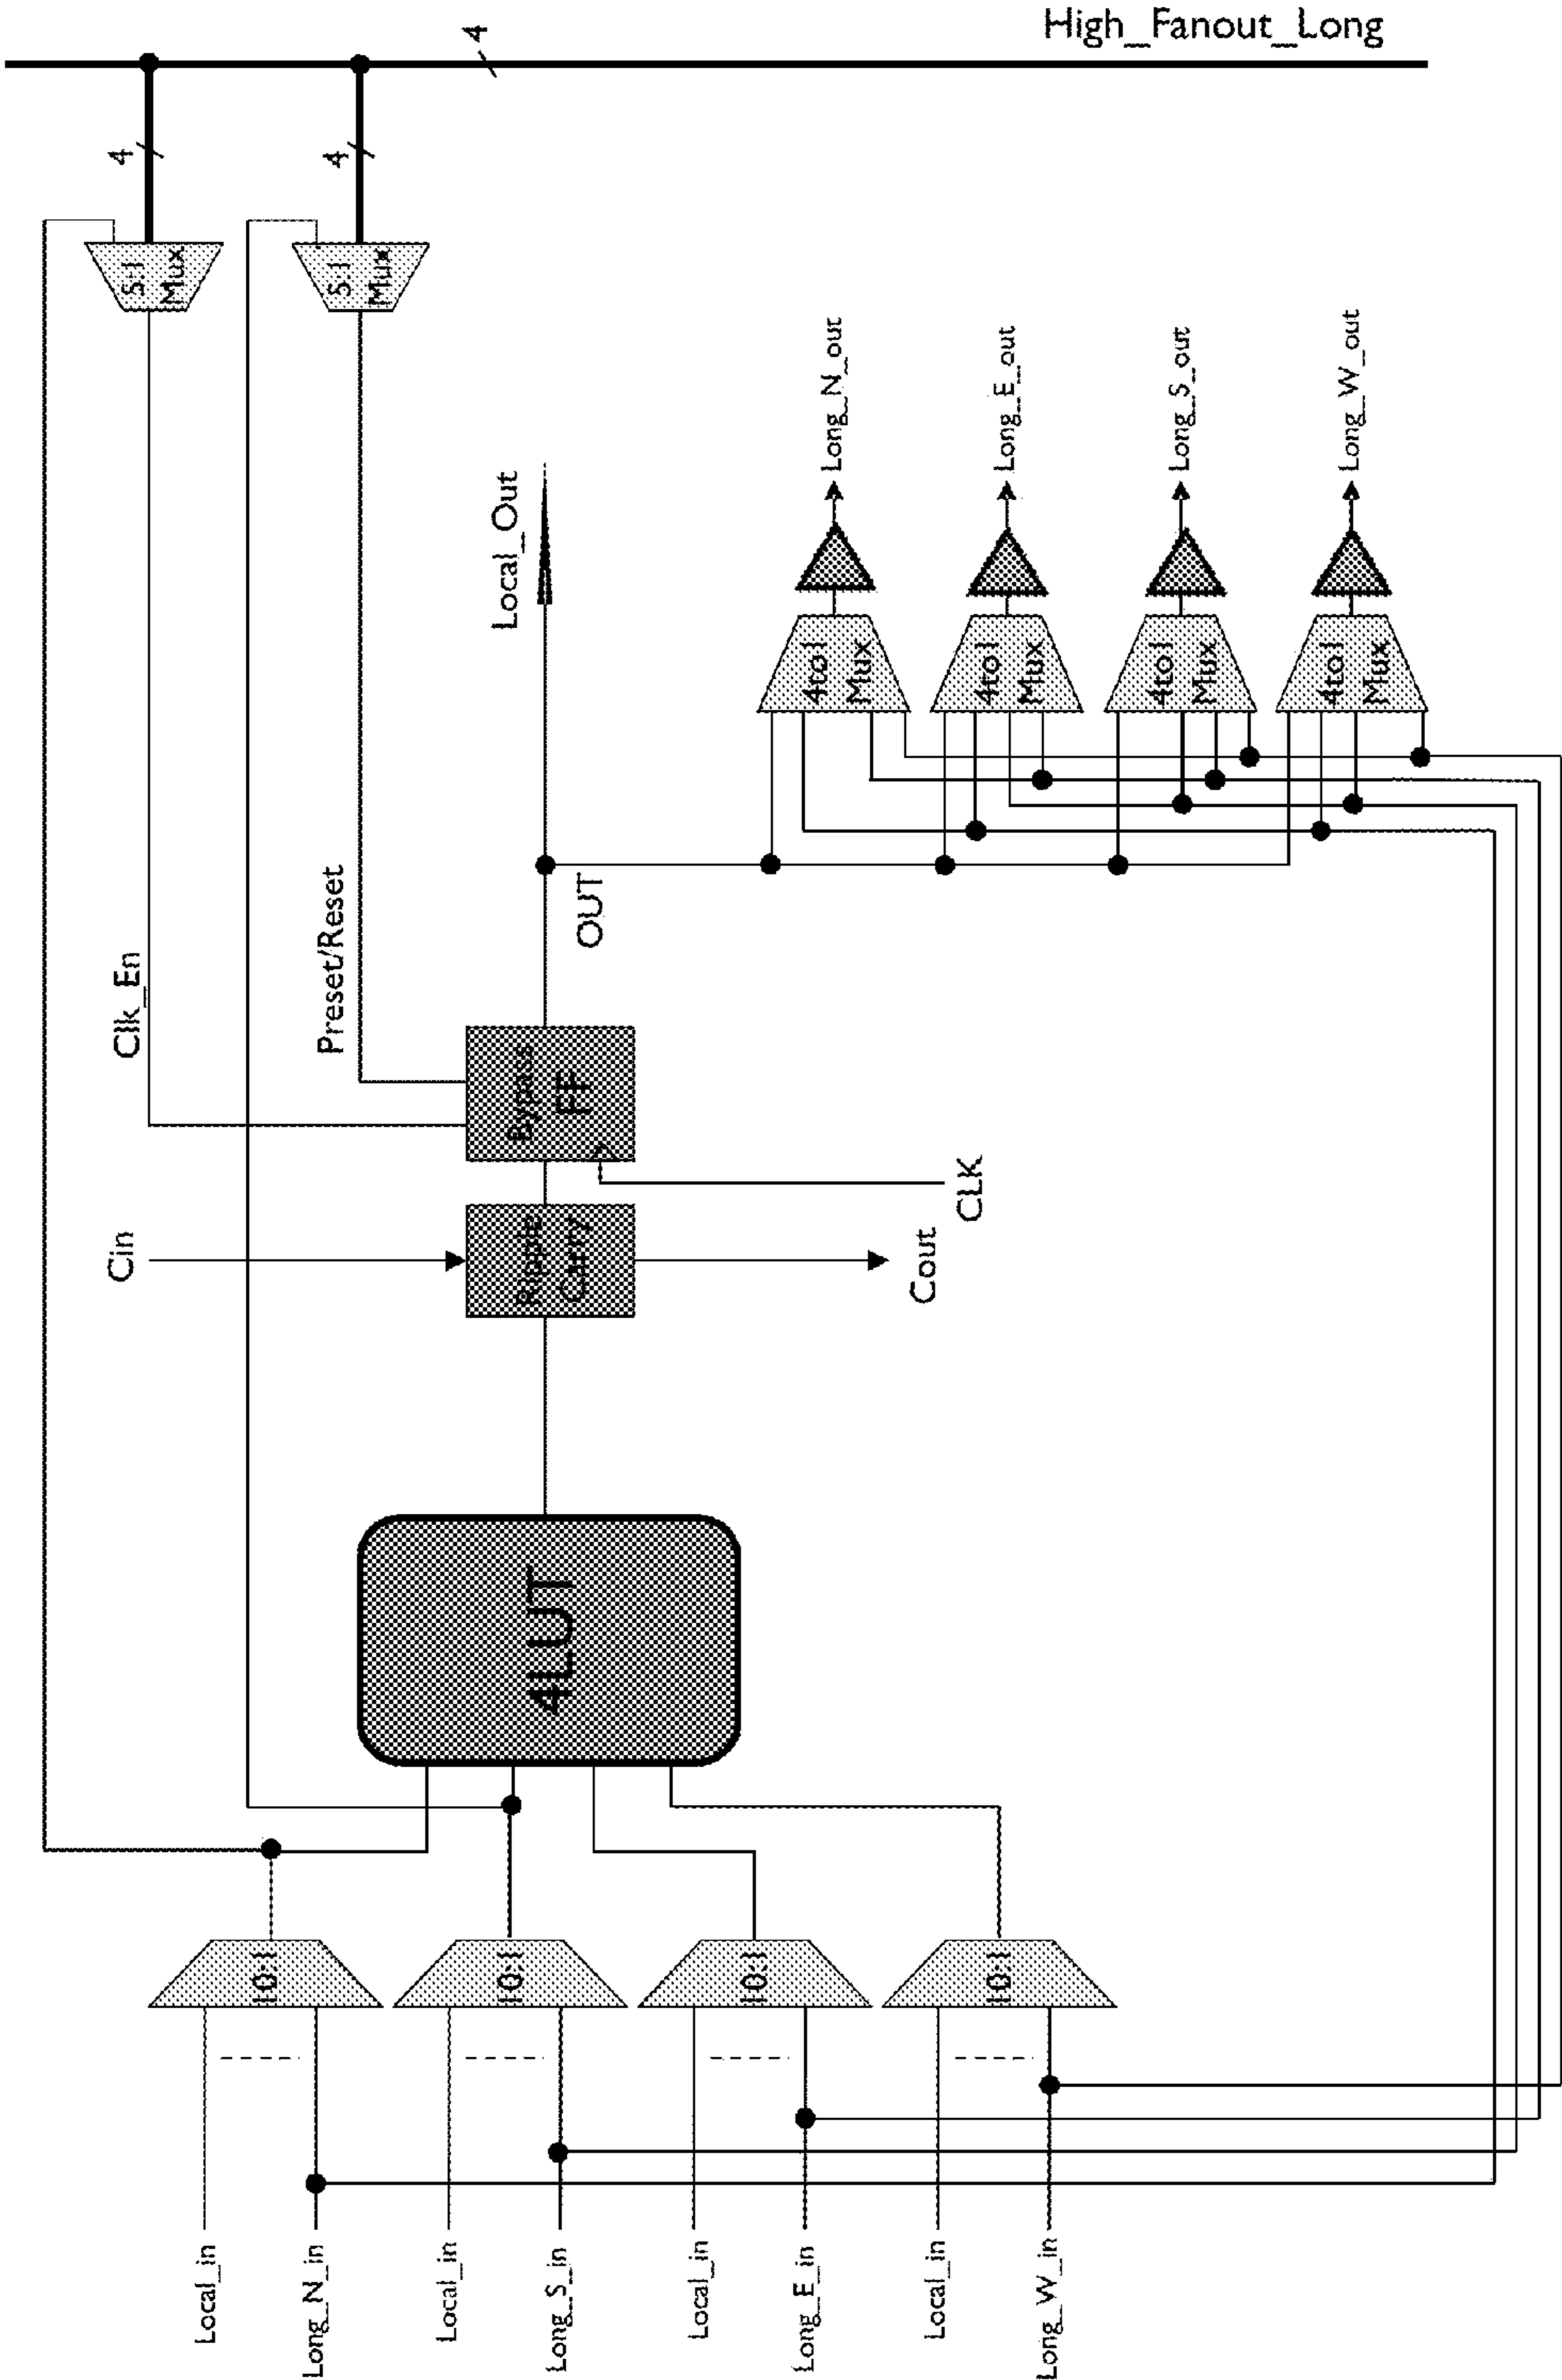 High_Fanout_Long
4
4
4
5:1
Mux
5:1
Mux
Clk_En
Preset/Reset
Local_Out
OUT
Long_N_out
Long_E_out
Long_S_out
Long_W_out
4to1
Mux
4to1
Mux
4to1
Mux
4to1
Mux
Bypass
FF
CLK
Cin
Ripple
Carry
Cout
4LUT
10:1
10:1
10:1
10:1
Local_in
Long_N_in
Local_in
Long_S_in
Local_in
Long_E_in
Local_in
Long_W_in